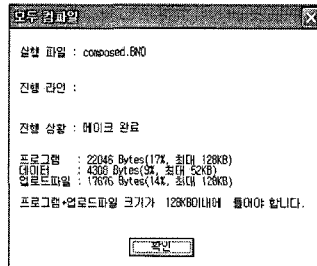 모두 컴파일
실행 파일 : composed.BNO
진행 라인 :
진행 상황 : 메이크 완료
프로그램 : 22046 Bytes(17%, 최대 128KB)
데이터 : 4308 Bytes(9%, 최대 52KB)
업로드파일 : 17676 Bytes(14%, 최대 128KB)
프로그램+업로드파일 크기가 128KB이내에 들어야 합니다.
확인